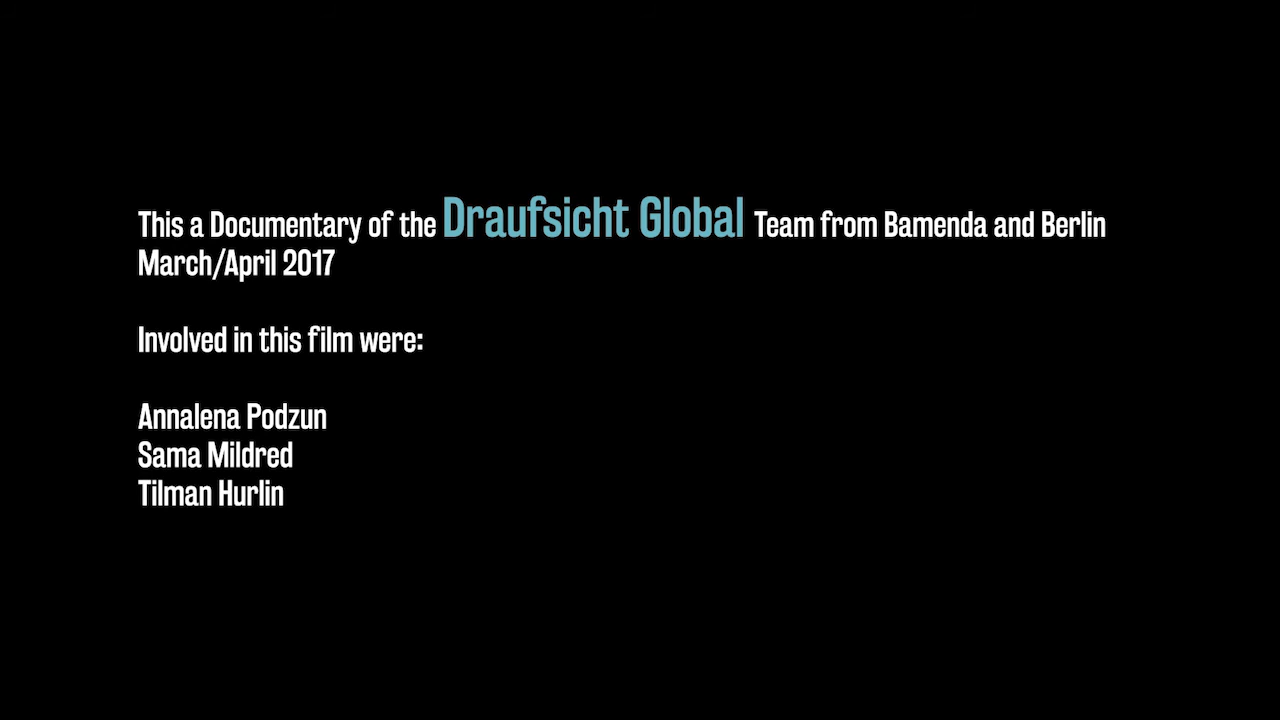 This a Documentary of the Draufsicht Global Team from Bamenda and Berlin
March/April 2017
Involved in this film were:
Annalena Podzun
Sama Mildred
Tilman Hurlin